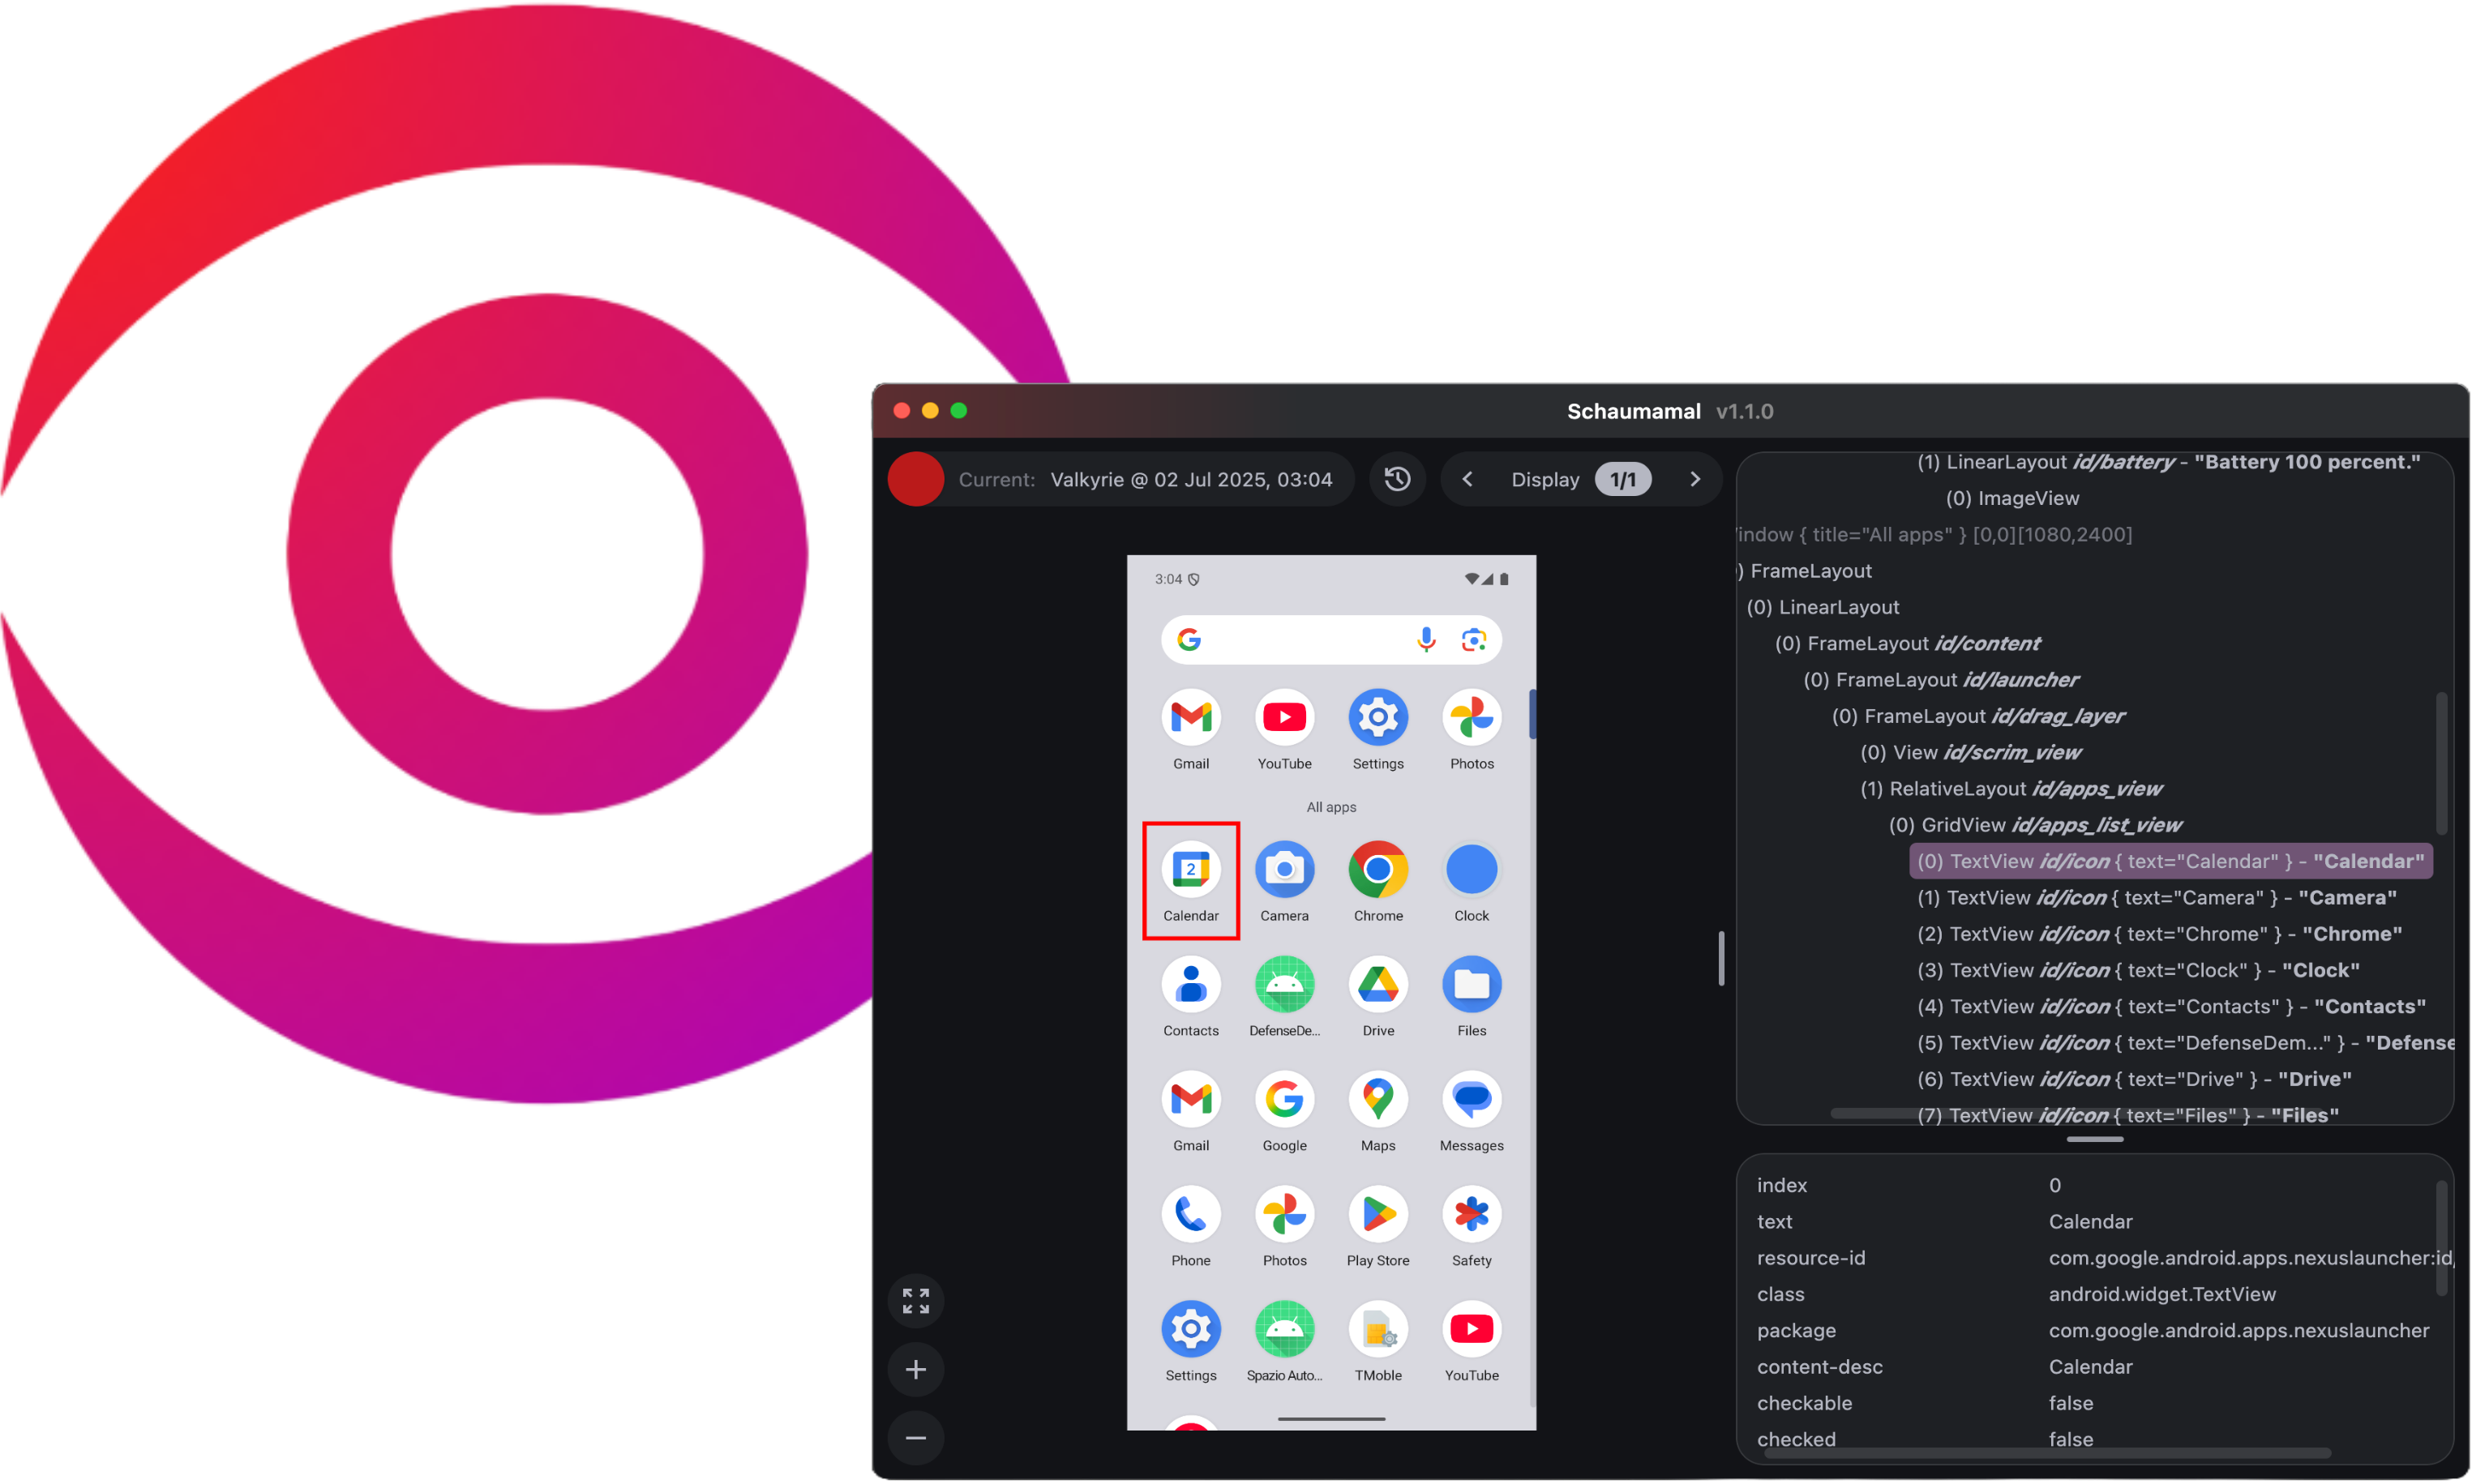 Schaumamal v1.1.0
Current: Valkyrie @ 02 Jul 2025, 03:04
Display 1/1
3:04
Gmail YouTube Settings Photos
All apps
2
Calendar Camera Chrome Clock
Contacts DefenseDe... Drive Files
Gmail Google Maps Messages
Phone Photos Play Store Safety
Settings Spazio Auto... TMoble YouTube
(1) LinearLayout id/battery - "Battery 100 percent."
(0) ImageView
indow { title="All apps" } [0,0][1080,2400]
) FrameLayout
(0) LinearLayout
(0) FrameLayout id/content
(0) FrameLayout id/launcher
(0) FrameLayout id/drag_layer
(0) View id/scrim_view
(1) RelativeLayout id/apps_view
(0) GridView id/apps_list_view
(0) TextView id/icon { text="Calendar" } - "Calendar"
(1) TextView id/icon { text="Camera" } - "Camera"
(2) TextView id/icon { text="Chrome" } - "Chrome"
(3) TextView id/icon { text="Clock" } - "Clock"
(4) TextView id/icon { text="Contacts" } - "Contacts"
(5) TextView id/icon { text="DefenseDem..." } - "Defense
(6) TextView id/icon { text="Drive" } - "Drive"
(7) TextView id/icon { text="Files" } - "Files"
index 0
text Calendar
resource-id com.google.android.apps.nexuslauncher:id/
class android.widget.TextView
package com.google.android.apps.nexuslauncher
content-desc Calendar
checkable false
checked false